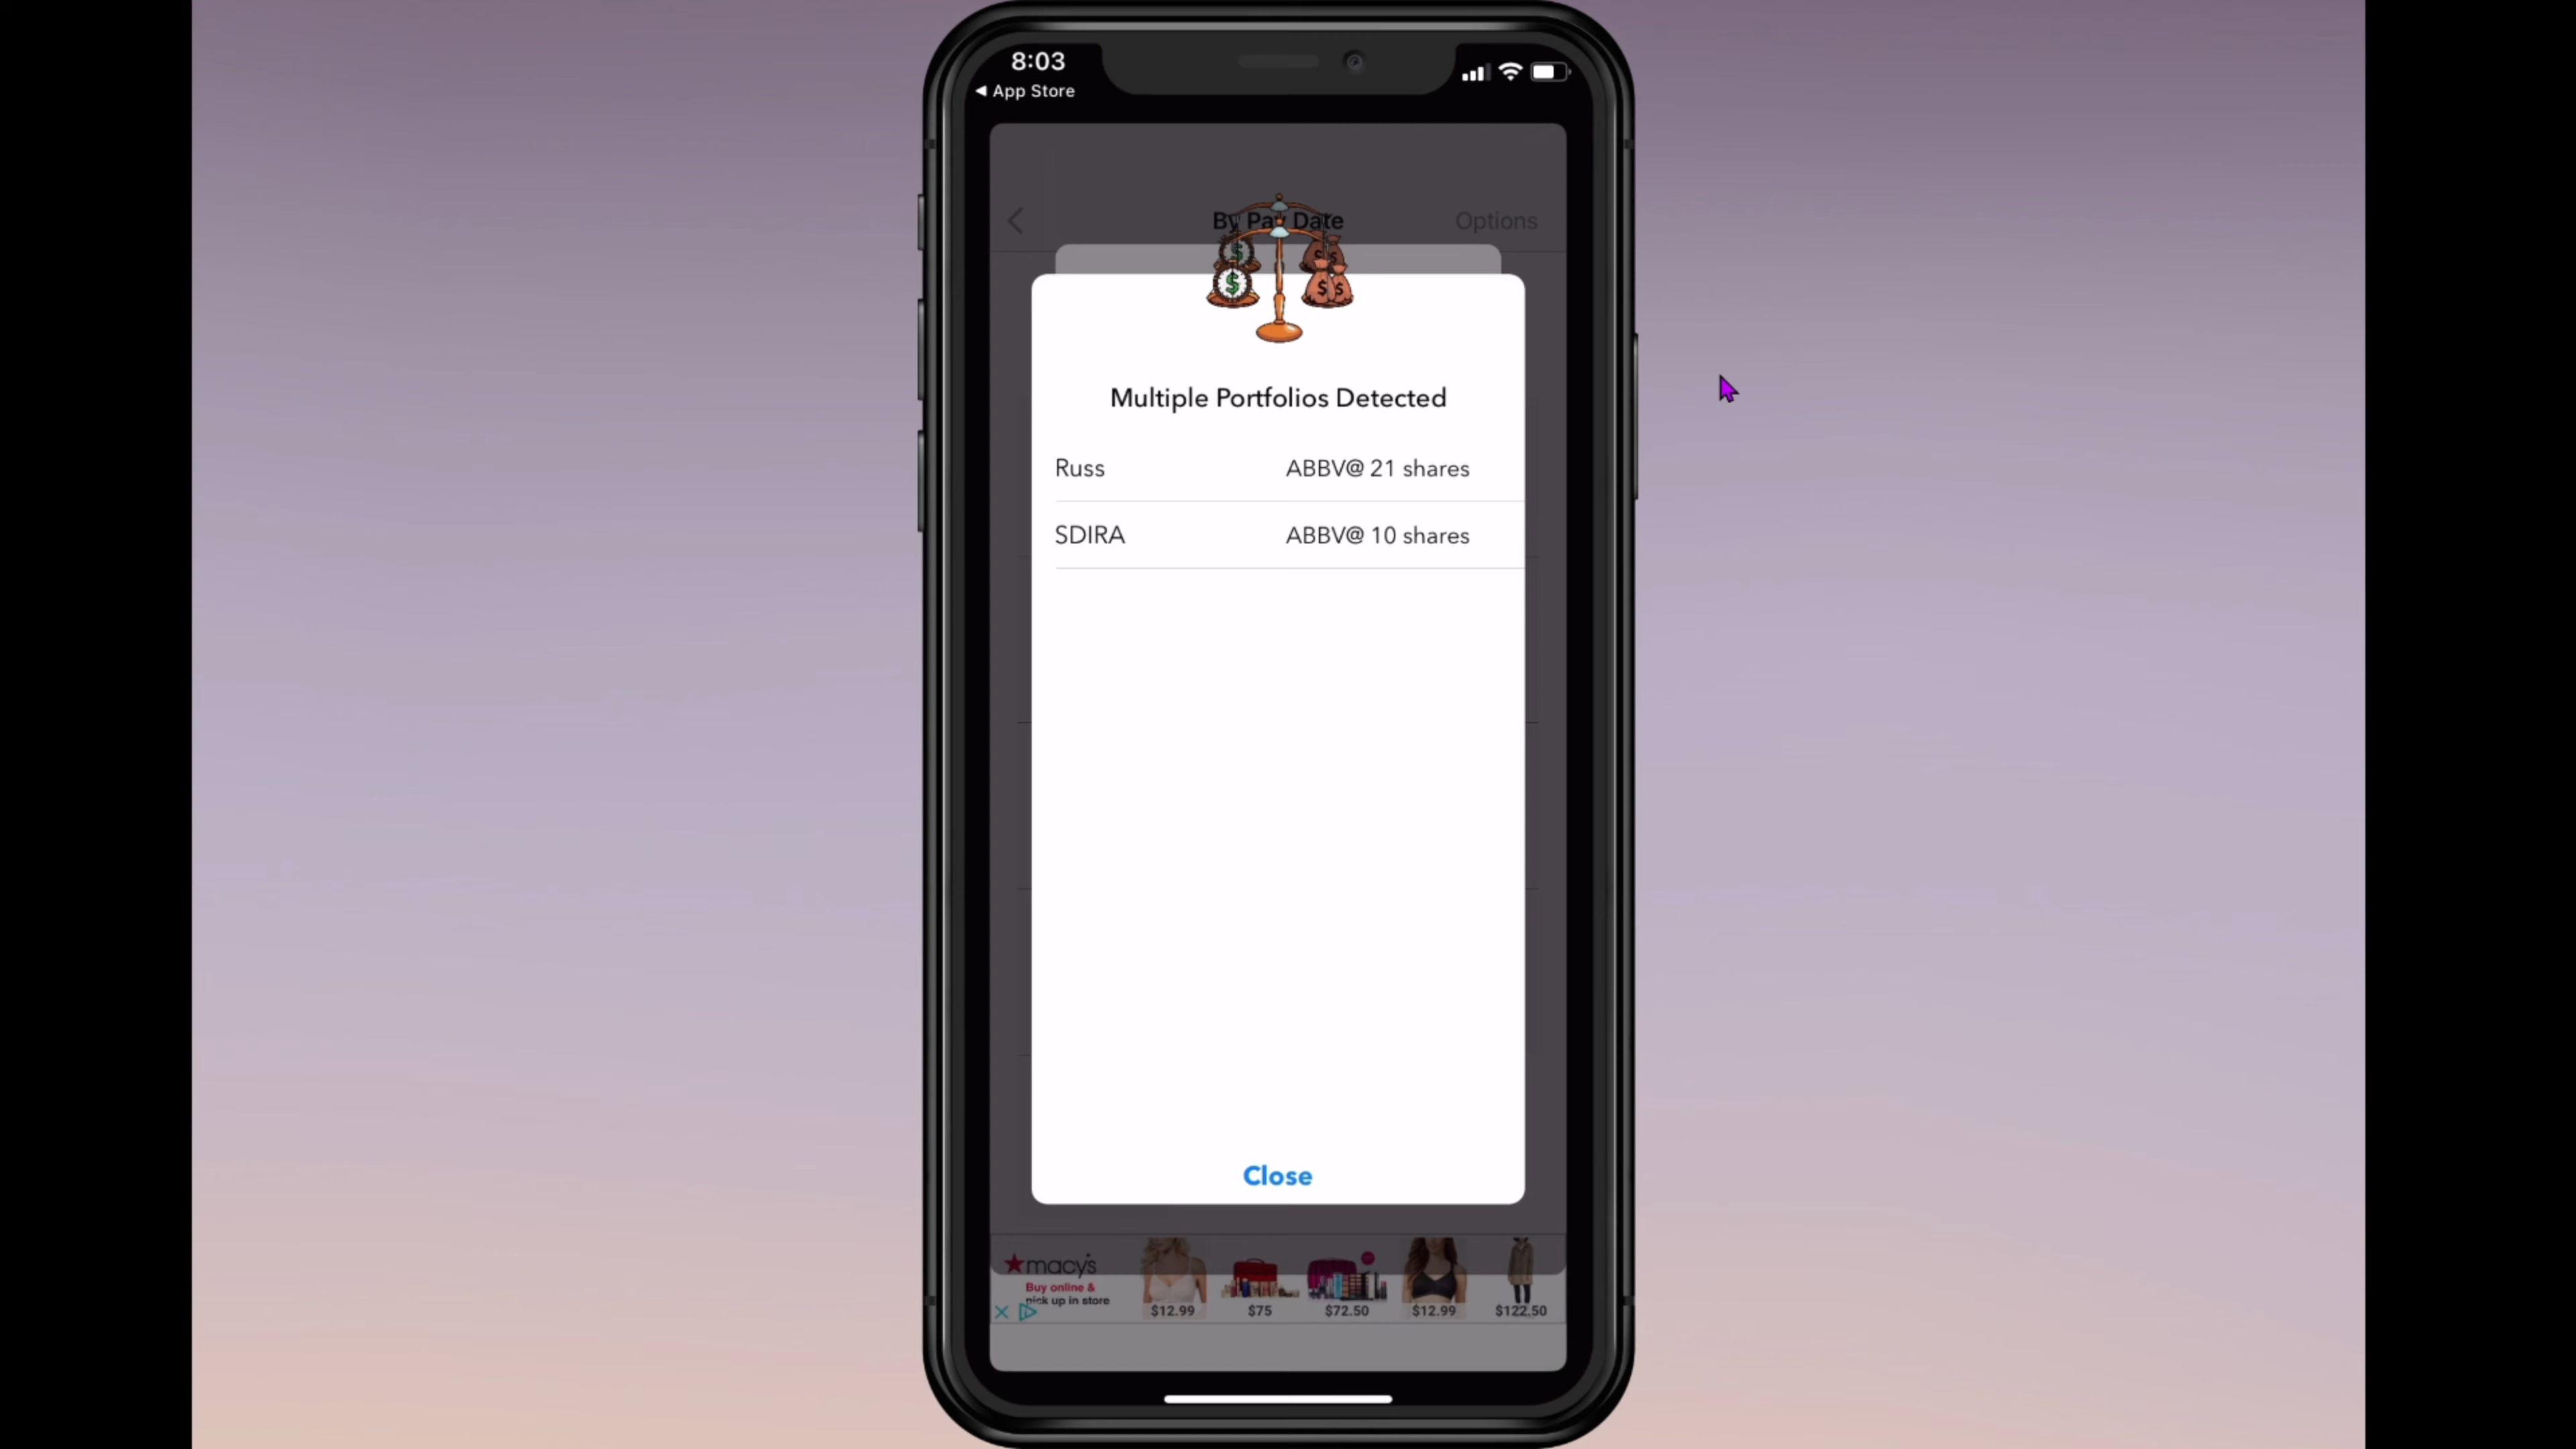 8:03
◀ App Store
By Pay Date
Options
Multiple Portfolios Detected
Russ ABBV@ 21 shares
SDIRA ABBV@ 10 shares
Close
★macy's
Buy online &
pick up in store
$12.99 $75 $72.50 $12.99 $122.50